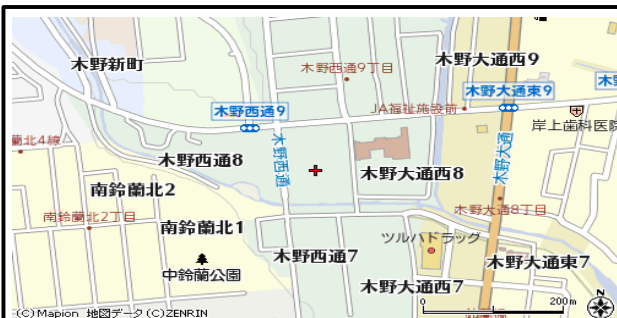 木野大通西9
木野新町
木野西通9丁目
木野大通東9
木野
JA福祉施設前
木野西通9
岸上歯科医院
蘭北4線
木野西通
木野大通
木野西通8
木野大通西8
南鈴蘭北2
木野大通8丁目
南鈴蘭北2丁目
南鈴蘭北1
ツルハドラッグ
木野西通7
木野大通東7
中鈴蘭公園
木野大通西7
0
200m
(C)Mapion 地図データ(C)ZENRIN